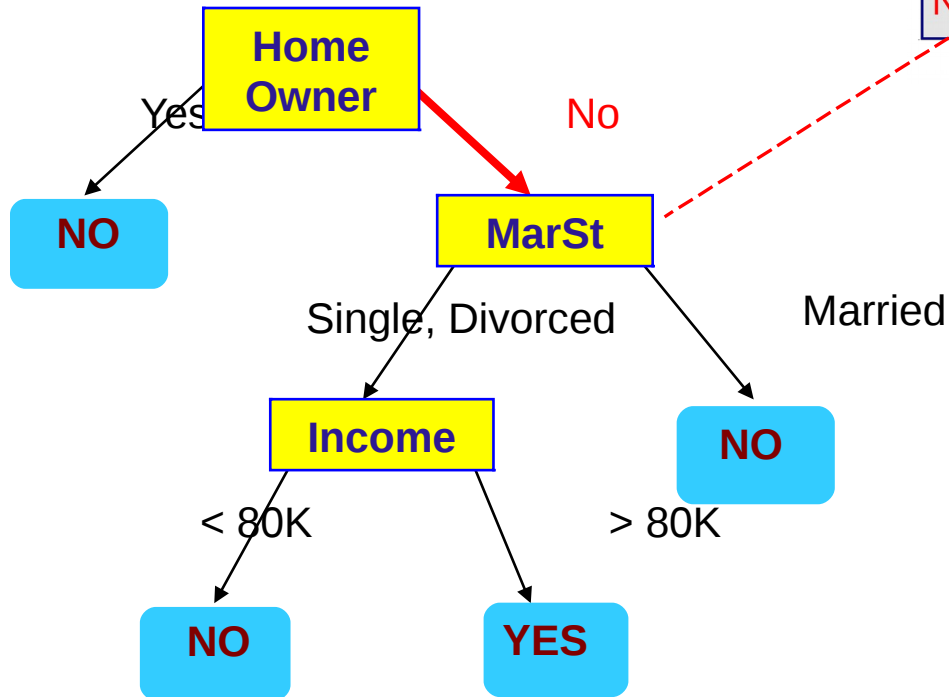 Home
Owner
Yes
No
NO
MarSt
Single, Divorced
Married
Income
NO
< 80K
> 80K
NO
YES